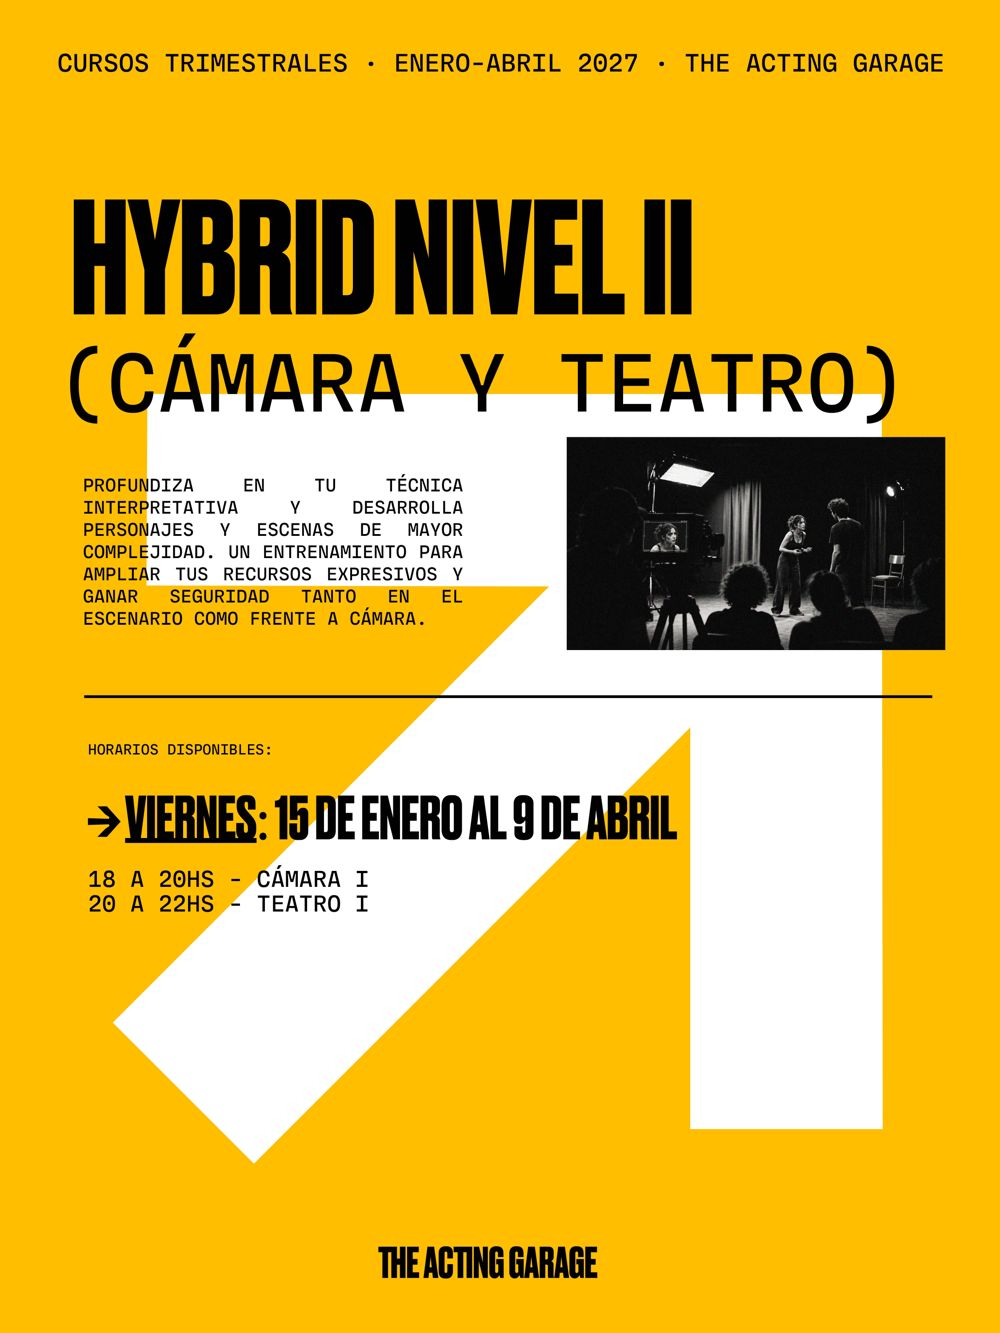 CURSOS TRIMESTRALES · ENERO-ABRIL 2027 · THE ACTING GARAGE
HYBRID NIVEL II
(CÁMARA Y TEATRO)
PROFUNDIZA EN TU TÉCNICA
INTERPRETATIVA Y DESARROLLA
PERSONAJES Y ESCENAS DE MAYOR
COMPLEJIDAD. UN ENTRENAMIENTO PARA
AMPLIAR TUS RECURSOS EXPRESIVOS Y
GANAR SEGURIDAD TANTO EN EL
ESCENARIO COMO FRENTE A CÁMARA.
HORARIOS DISPONIBLES:
→VIERNES: 15 DE ENERO AL 9 DE ABRIL
18 A 20HS - CÁMARA I
20 A 22HS - TEATRO I
THE ACTING GARAGE